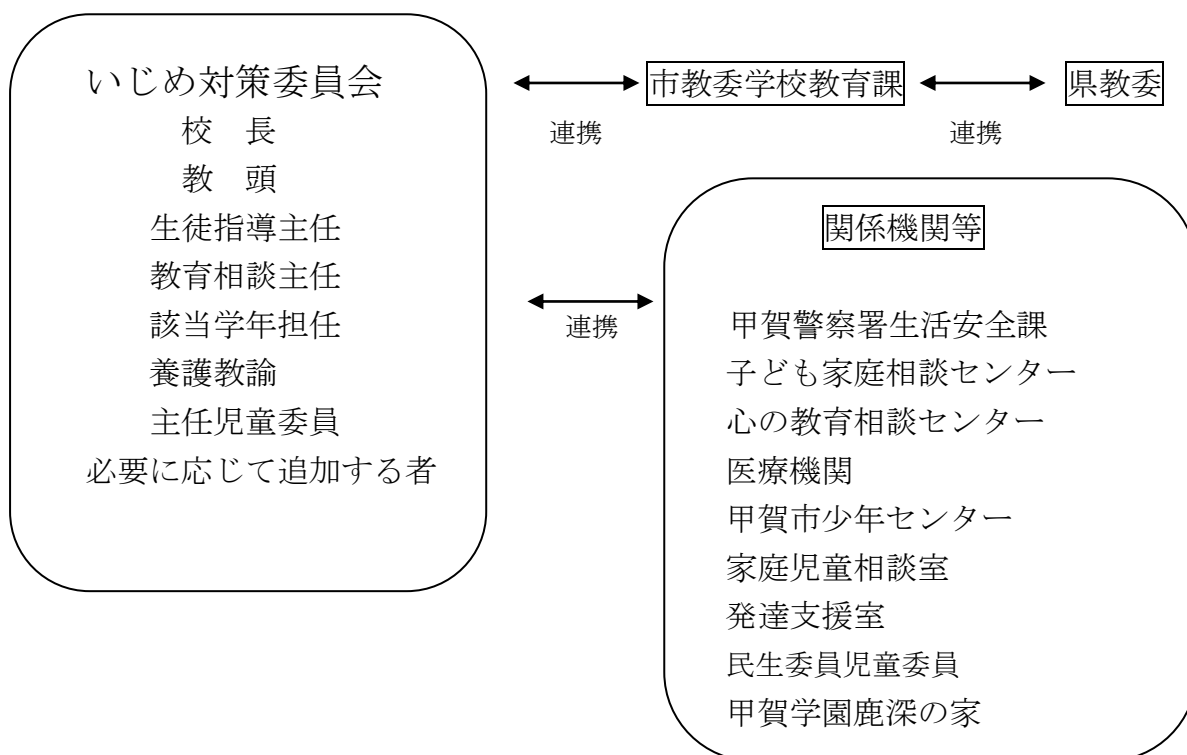 いじめ対策委員会
校　長
教　頭
生徒指導主任
教育相談主任
該当学年担任
養護教諭
主任児童委員
必要に応じて追加する者
連携
市教委学校教育課
連携
県教委
連携
関係機関等
甲賀警察署生活安全課
子ども家庭相談センター
心の教育相談センター
医療機関
甲賀市少年センター
家庭児童相談室
発達支援室
民生委員児童委員
甲賀学園鹿深の家